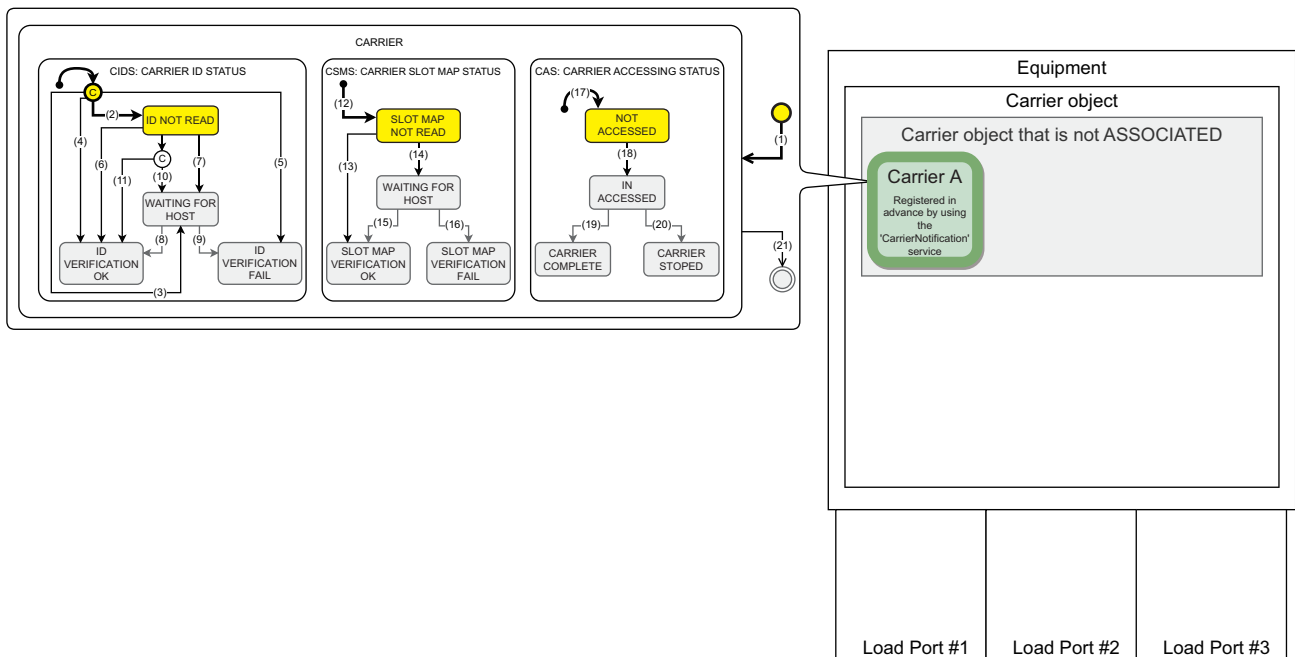 CARRIER
CIDS: CARRIER ID STATUS
C
(2)
ID NOT READ
(4)
(6)
(7)
(5)
C
(11)
(10)
WAITING FOR
HOST
(8)
(9)
ID
VERIFICATION
OK
ID
VERIFICATION
FAIL
(3)
CSMS: CARRIER SLOT MAP STATUS
(12)
SLOT MAP
NOT READ
(14)
(13)
WAITING FOR
HOST
(15)
(16)
SLOT MAP
VERIFICATION
OK
SLOT MAP
VERIFICATION
FAIL
CAS: CARRIER ACCESSING STATUS
(17)
NOT
ACCESSED
(18)
IN
ACCESSED
(19)
(20)
CARRIER
COMPLETE
CARRIER
STOPED
(1)
(21)
Equipment
Carrier object
Carrier object that is not ASSOCIATED
Carrier A
Registered in
advance by using
the
'CarrierNotification'
service
Load Port #1
Load Port #2
Load Port #3